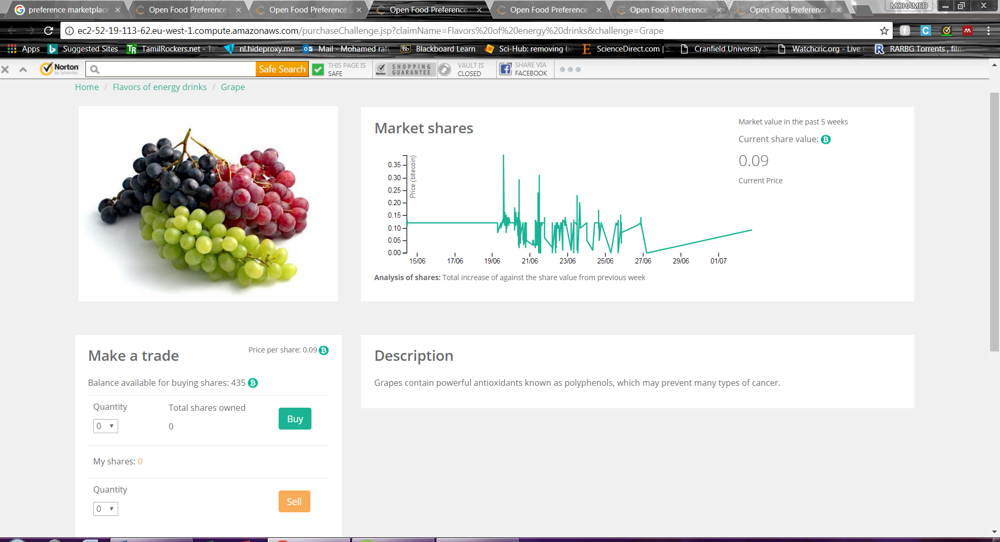 preference marketplace
Open Food Preference
Open Food Preference
Open Food Preference
Open Food Preference
Open Food Preference
Open Food Preference
MOHAMED
ec2-52-19-113-62.eu-west-1.compute.amazonaws.com/purchaseChallenge.jsp?claimName=Flavors%20of%20energy%20drinks&challenge=Grape
Apps
Suggested Sites
TamilRockers.net - Ta
nl.hideproxy.me
Mail - Mohamed rafi
Bb Blackboard Learn
Sci-Hub: removing ba
ScienceDirect.com | S
Cranfield University S
Watchcric.org - Live
RARBG Torrents , film
Norton
by Symantec
Safe Search
THIS PAGE IS
SAFE
Norton
SHOPPING
GUARANTEE
VAULT IS
CLOSED
SHARE VIA
FACEBOOK
Home / Flavors of energy drinks / Grape
Market shares
Market value in the past 5 weeks
Current share value:
0.09
Current Price
Price (bitecoin)
0.35
0.30
0.25
0.20
0.15
0.10
0.05
0.00
15/06 17/06 19/06 21/06 23/06 25/06 27/06 29/06 01/07
Analysis of shares: Total increase of against the share value from previous week
Make a trade
Price per share: 0.09
Balance available for buying shares: 435
Quantity
Total shares owned
0
0
Buy
My shares: 0
Quantity
0
Sell
Description
Grapes contain powerful antioxidants known as polyphenols, which may prevent many types of cancer.